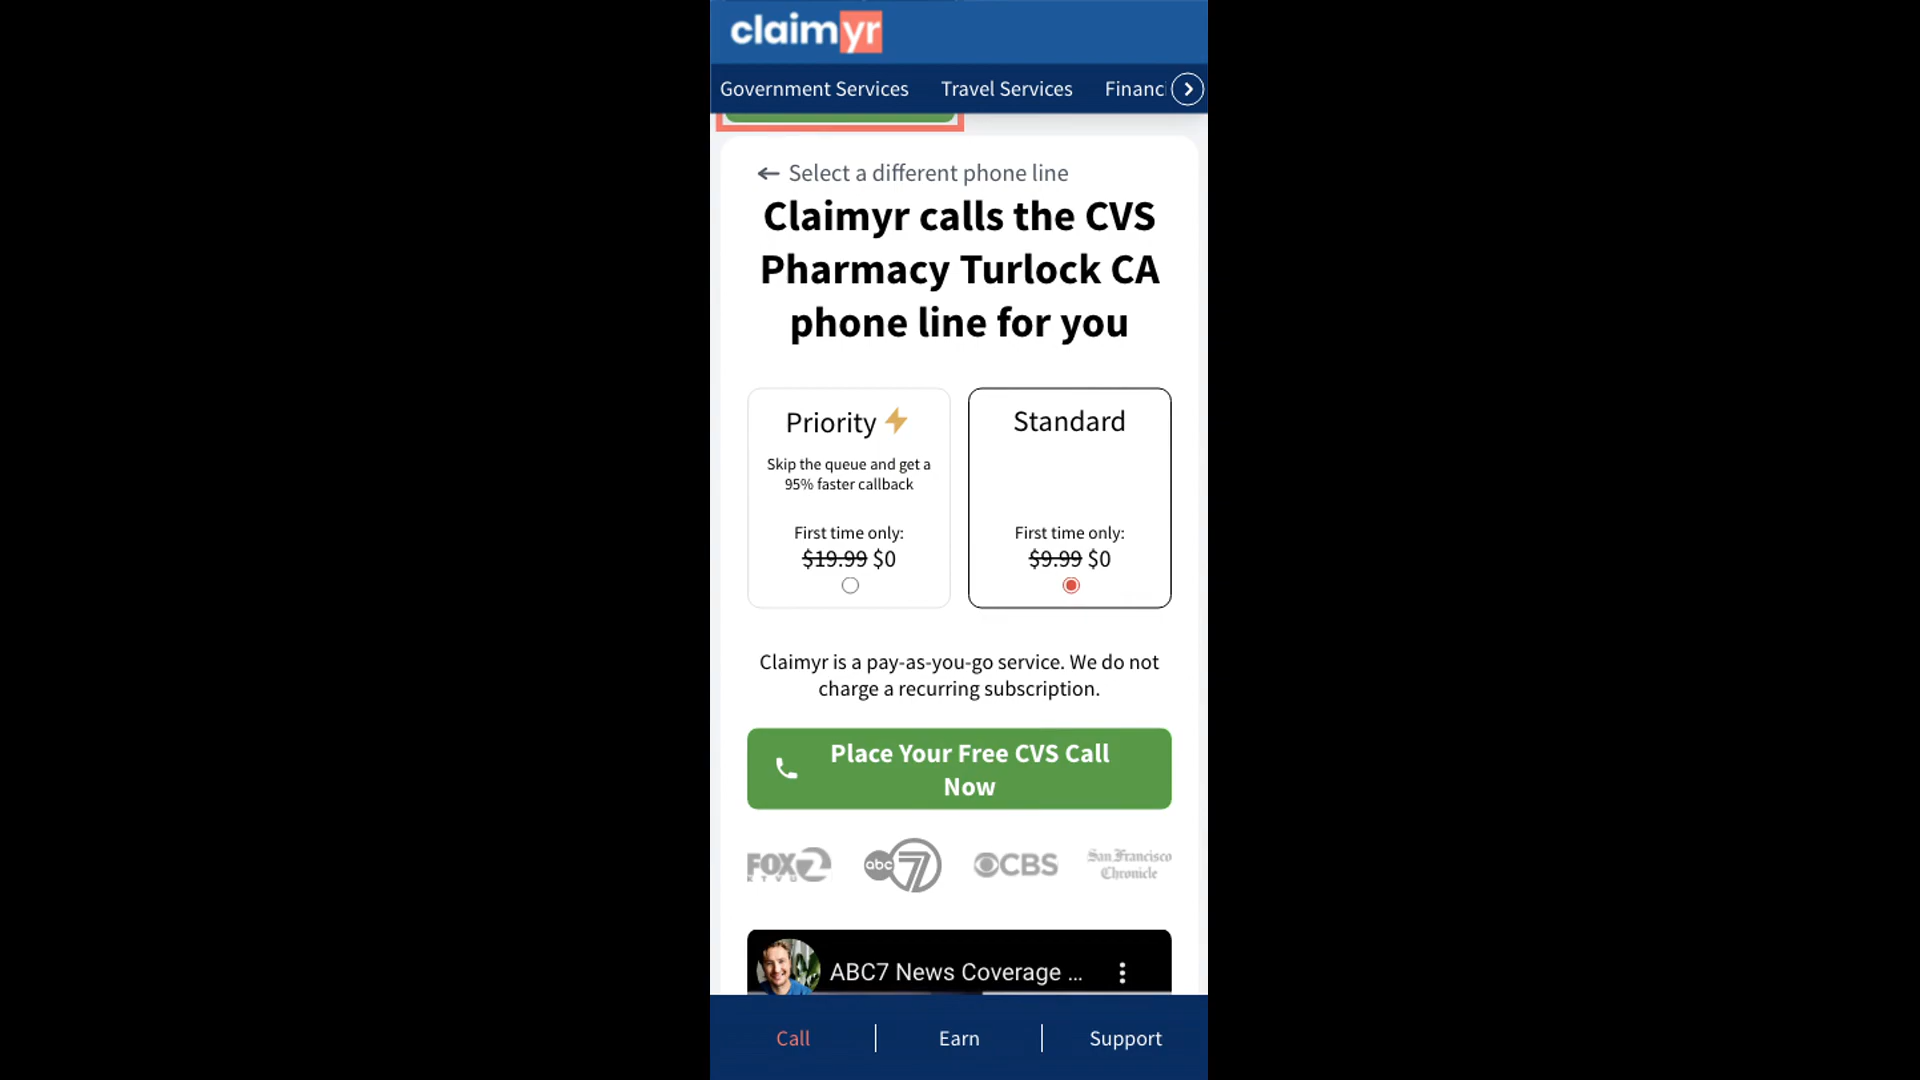 claimyr
Government Services Travel Services Financ
Select a different phone line
Claimyr calls the CVS
Pharmacy Turlock CA
phone line for you
Priority
Skip the queue and get a
95% faster callback
First time only:
$19.99 $0
Standard
First time only:
$9.99 $0
Claimyr is a pay-as-you-go service. We do not
charge a recurring subscription.
Place Your Free CVS Call
Now
FOX 2
KTVU
abc 7
CBS
San Francisco
Chronicle
ABC7 News Coverage ...
Call Earn Support